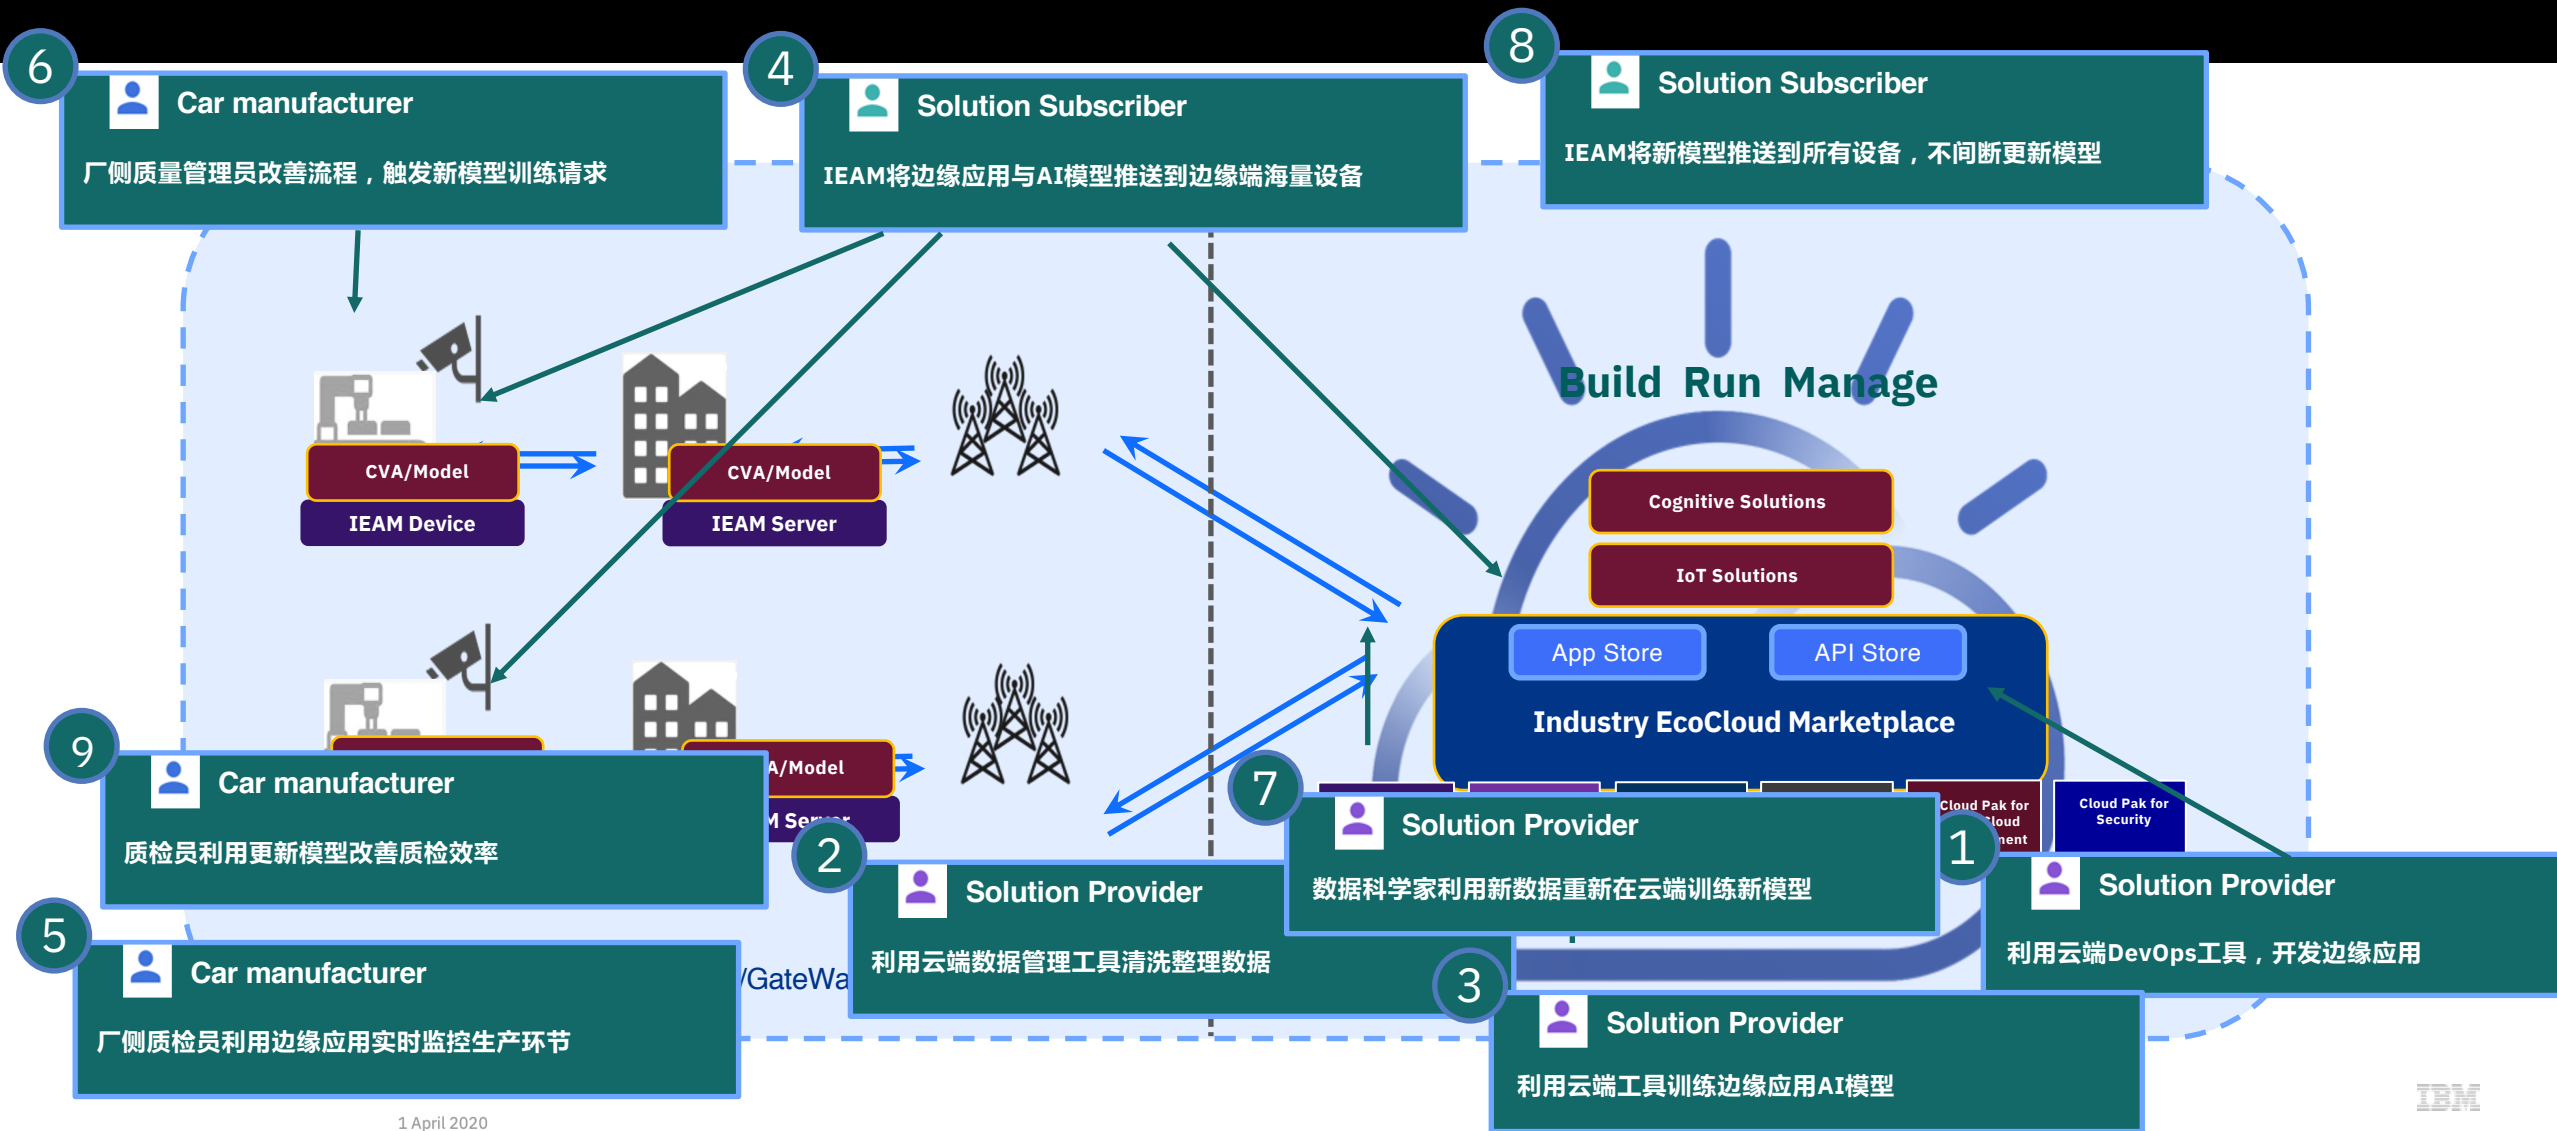 6
Car manufacturer
厂侧质量管理员改善流程，触发新模型训练请求
4
Solution Subscriber
IEAM将边缘应用与AI模型推送到边缘端海量设备
8
Solution Subscriber
IEAM将新模型推送到所有设备，不间断更新模型
Build Run Manage
CVA/Model
IEAM Device
CVA/Model
IEAM Server
Cognitive Solutions
IoT Solutions
App Store
API Store
Industry EcoCloud Marketplace
9
Car manufacturer
质检员利用更新模型改善质检效率
A/Model
M Server
7
Solution Provider
数据科学家利用新数据重新在云端训练新模型
Cloud Pak for
loud
nent
Cloud Pak for
Security
2
Solution Provider
利用云端数据管理工具清洗整理数据
1
Solution Provider
利用云端DevOps工具，开发边缘应用
5
Car manufacturer
厂侧质检员利用边缘应用实时监控生产环节
/GateWa
3
Solution Provider
利用云端工具训练边缘应用AI模型
1 April 2020
IBM